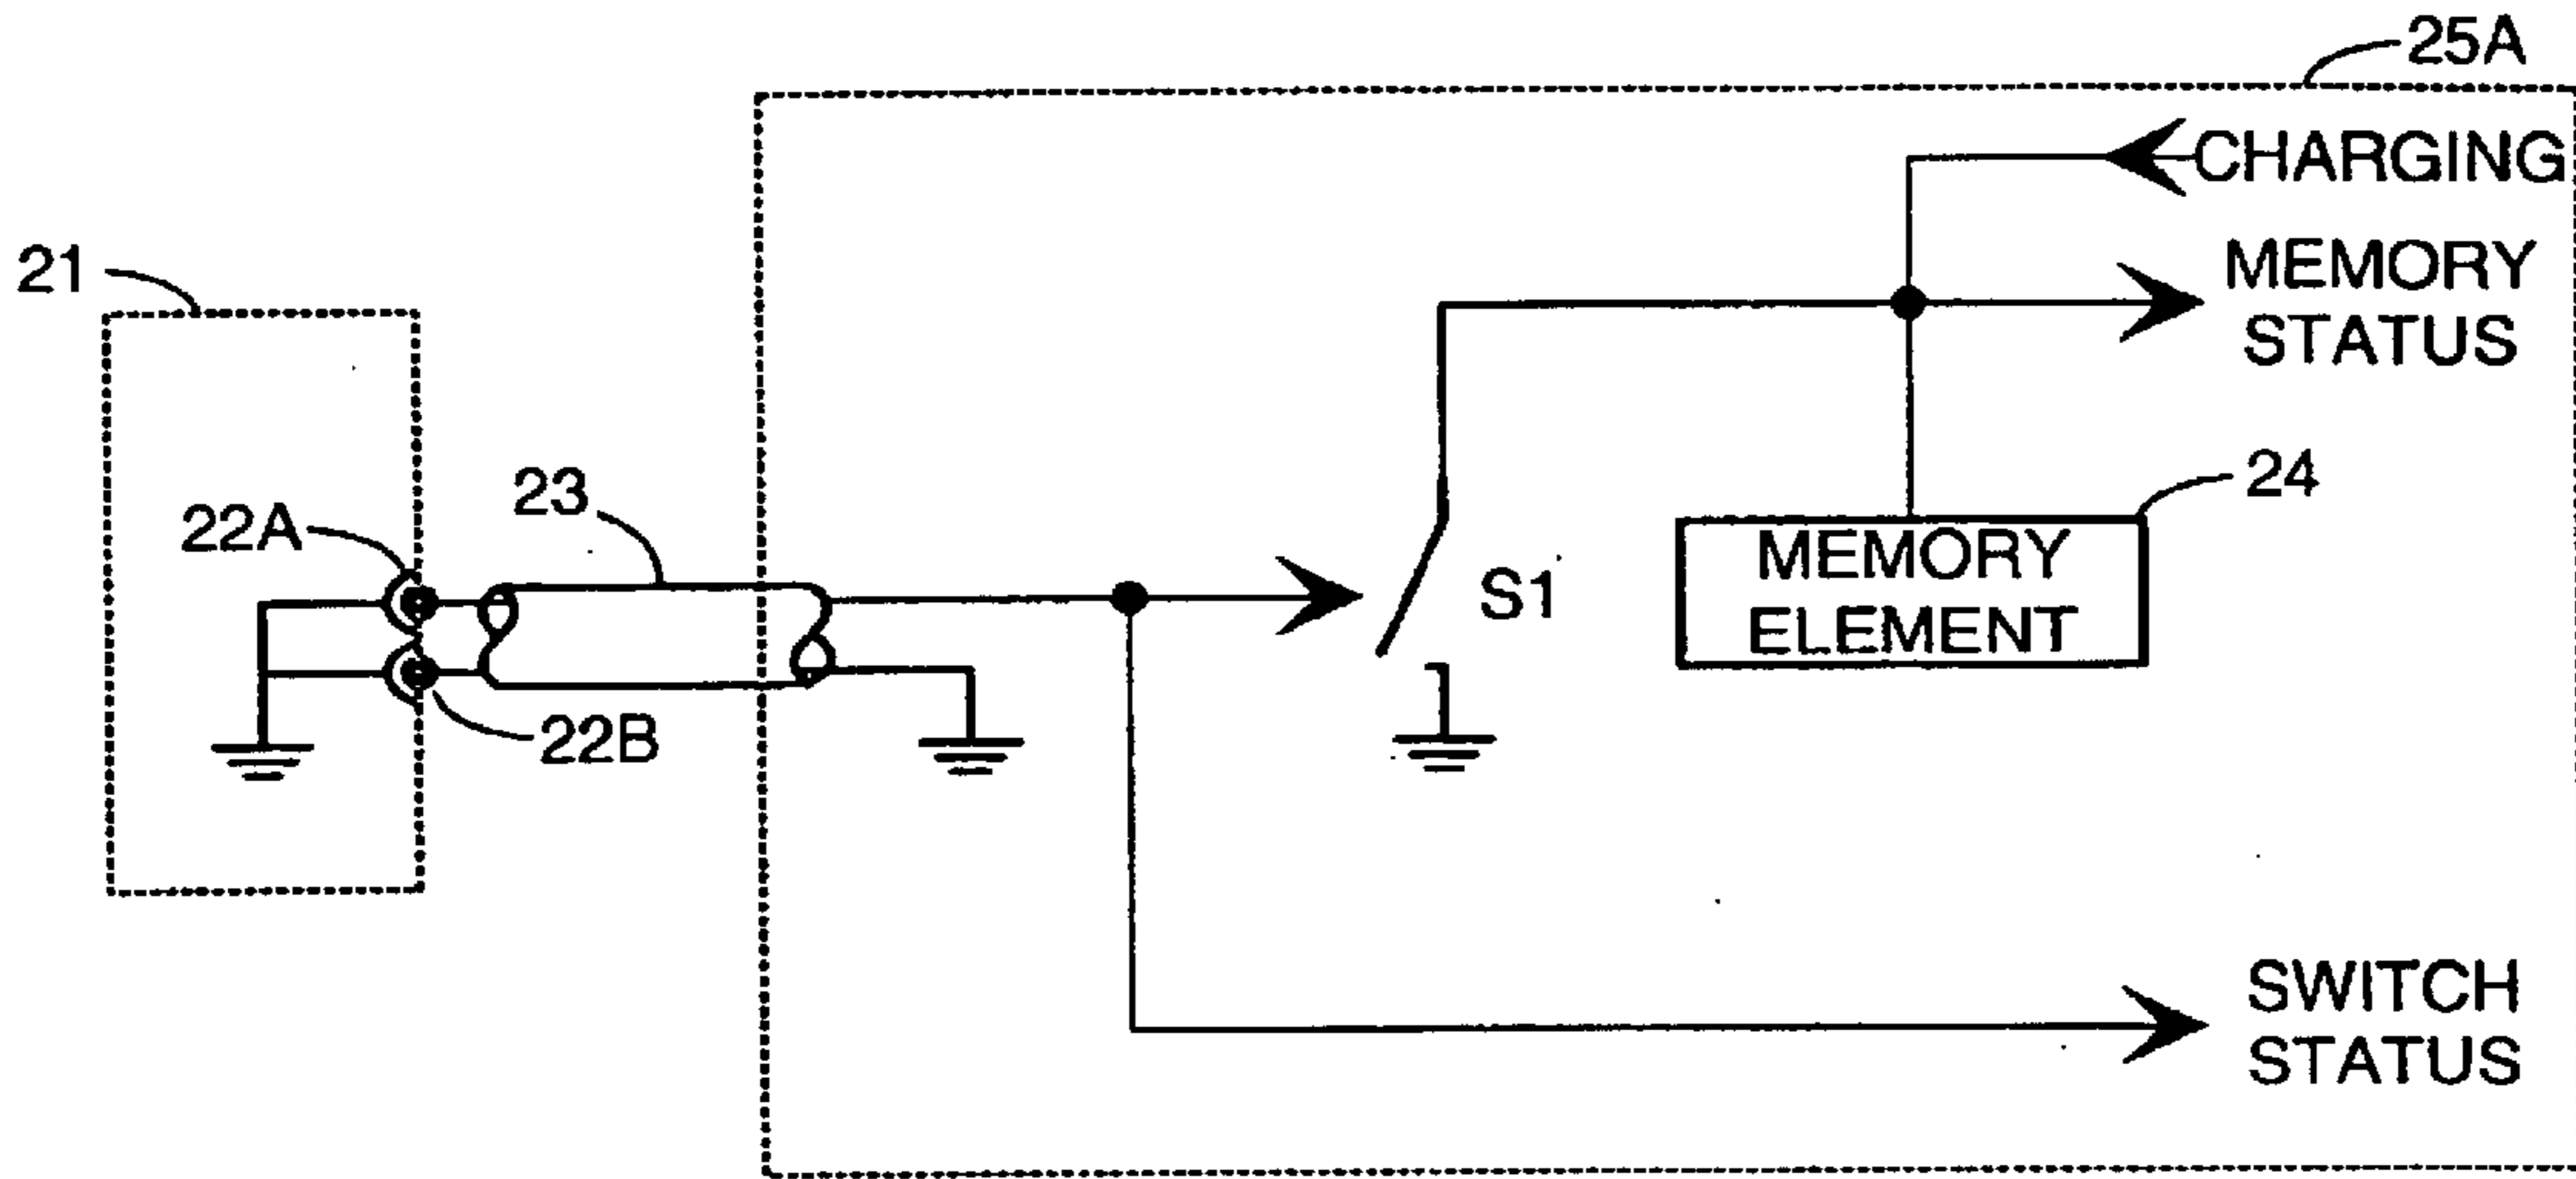 25A
CHARGING
MEMORY
STATUS
21
24
23
22A
MEMORY
ELEMENT
S1
22B
SWITCH
STATUS